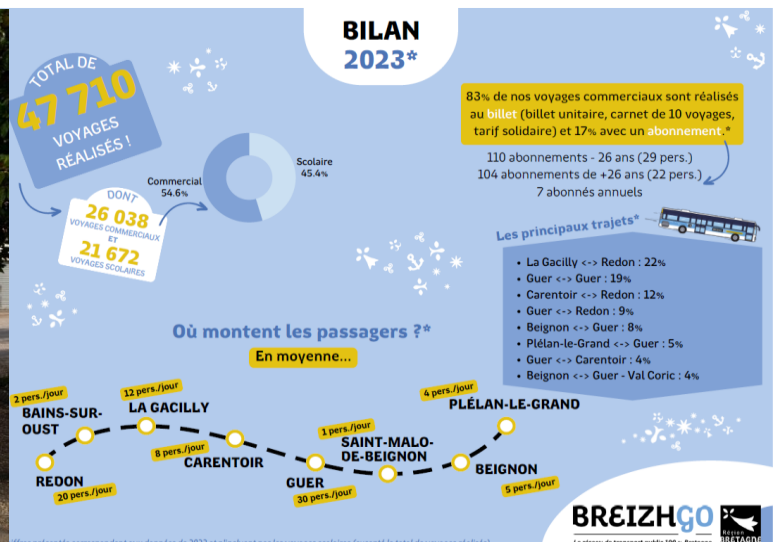 BILAN
2023*
TOTAL DE
47 710
VOYAGES
RÉALISÉS !
DONT
26 038
VOYAGES COMMERCIAUX
ET
21 672
VOYAGES SCOLAIRES
Commercial
54.6%
Scolaire
45.4%
83% de nos voyages commerciaux sont réalisés
au billet (billet unitaire, carnet de 10 voyages,
tarif solidaire) et 17% avec un abonnement.*
110 abonnements - 26 ans (29 pers.)
104 abonnements de +26 ans (22 pers.)
7 abonnés annuels
Les principaux trajets*
• La Gacilly <-> Redon : 22%
• Guer <-> Guer : 19%
• Carentoir <-> Redon : 12%
• Guer <-> Redon : 9%
• Beignon <-> Guer : 8%
• Plélan-le-Grand <-> Guer : 5%
• Guer <-> Carentoir : 4%
• Beignon <-> Guer - Val Coric : 4%
Où montent les passagers ?*
En moyenne...
2 pers./jour
BAINS-SUR-
OUST
REDON
20 pers./jour
12 pers./jour
LA GACILLY
8 pers./jour
CARENTOIR
GUER
30 pers./jour
1 pers./jour
SAINT-MALO-
DE-BEIGNON
4 pers./jour
PLÉLAN-LE-GRAND
BEIGNON
5 pers./jour
BREIZHGO
Région
BRETAGNE